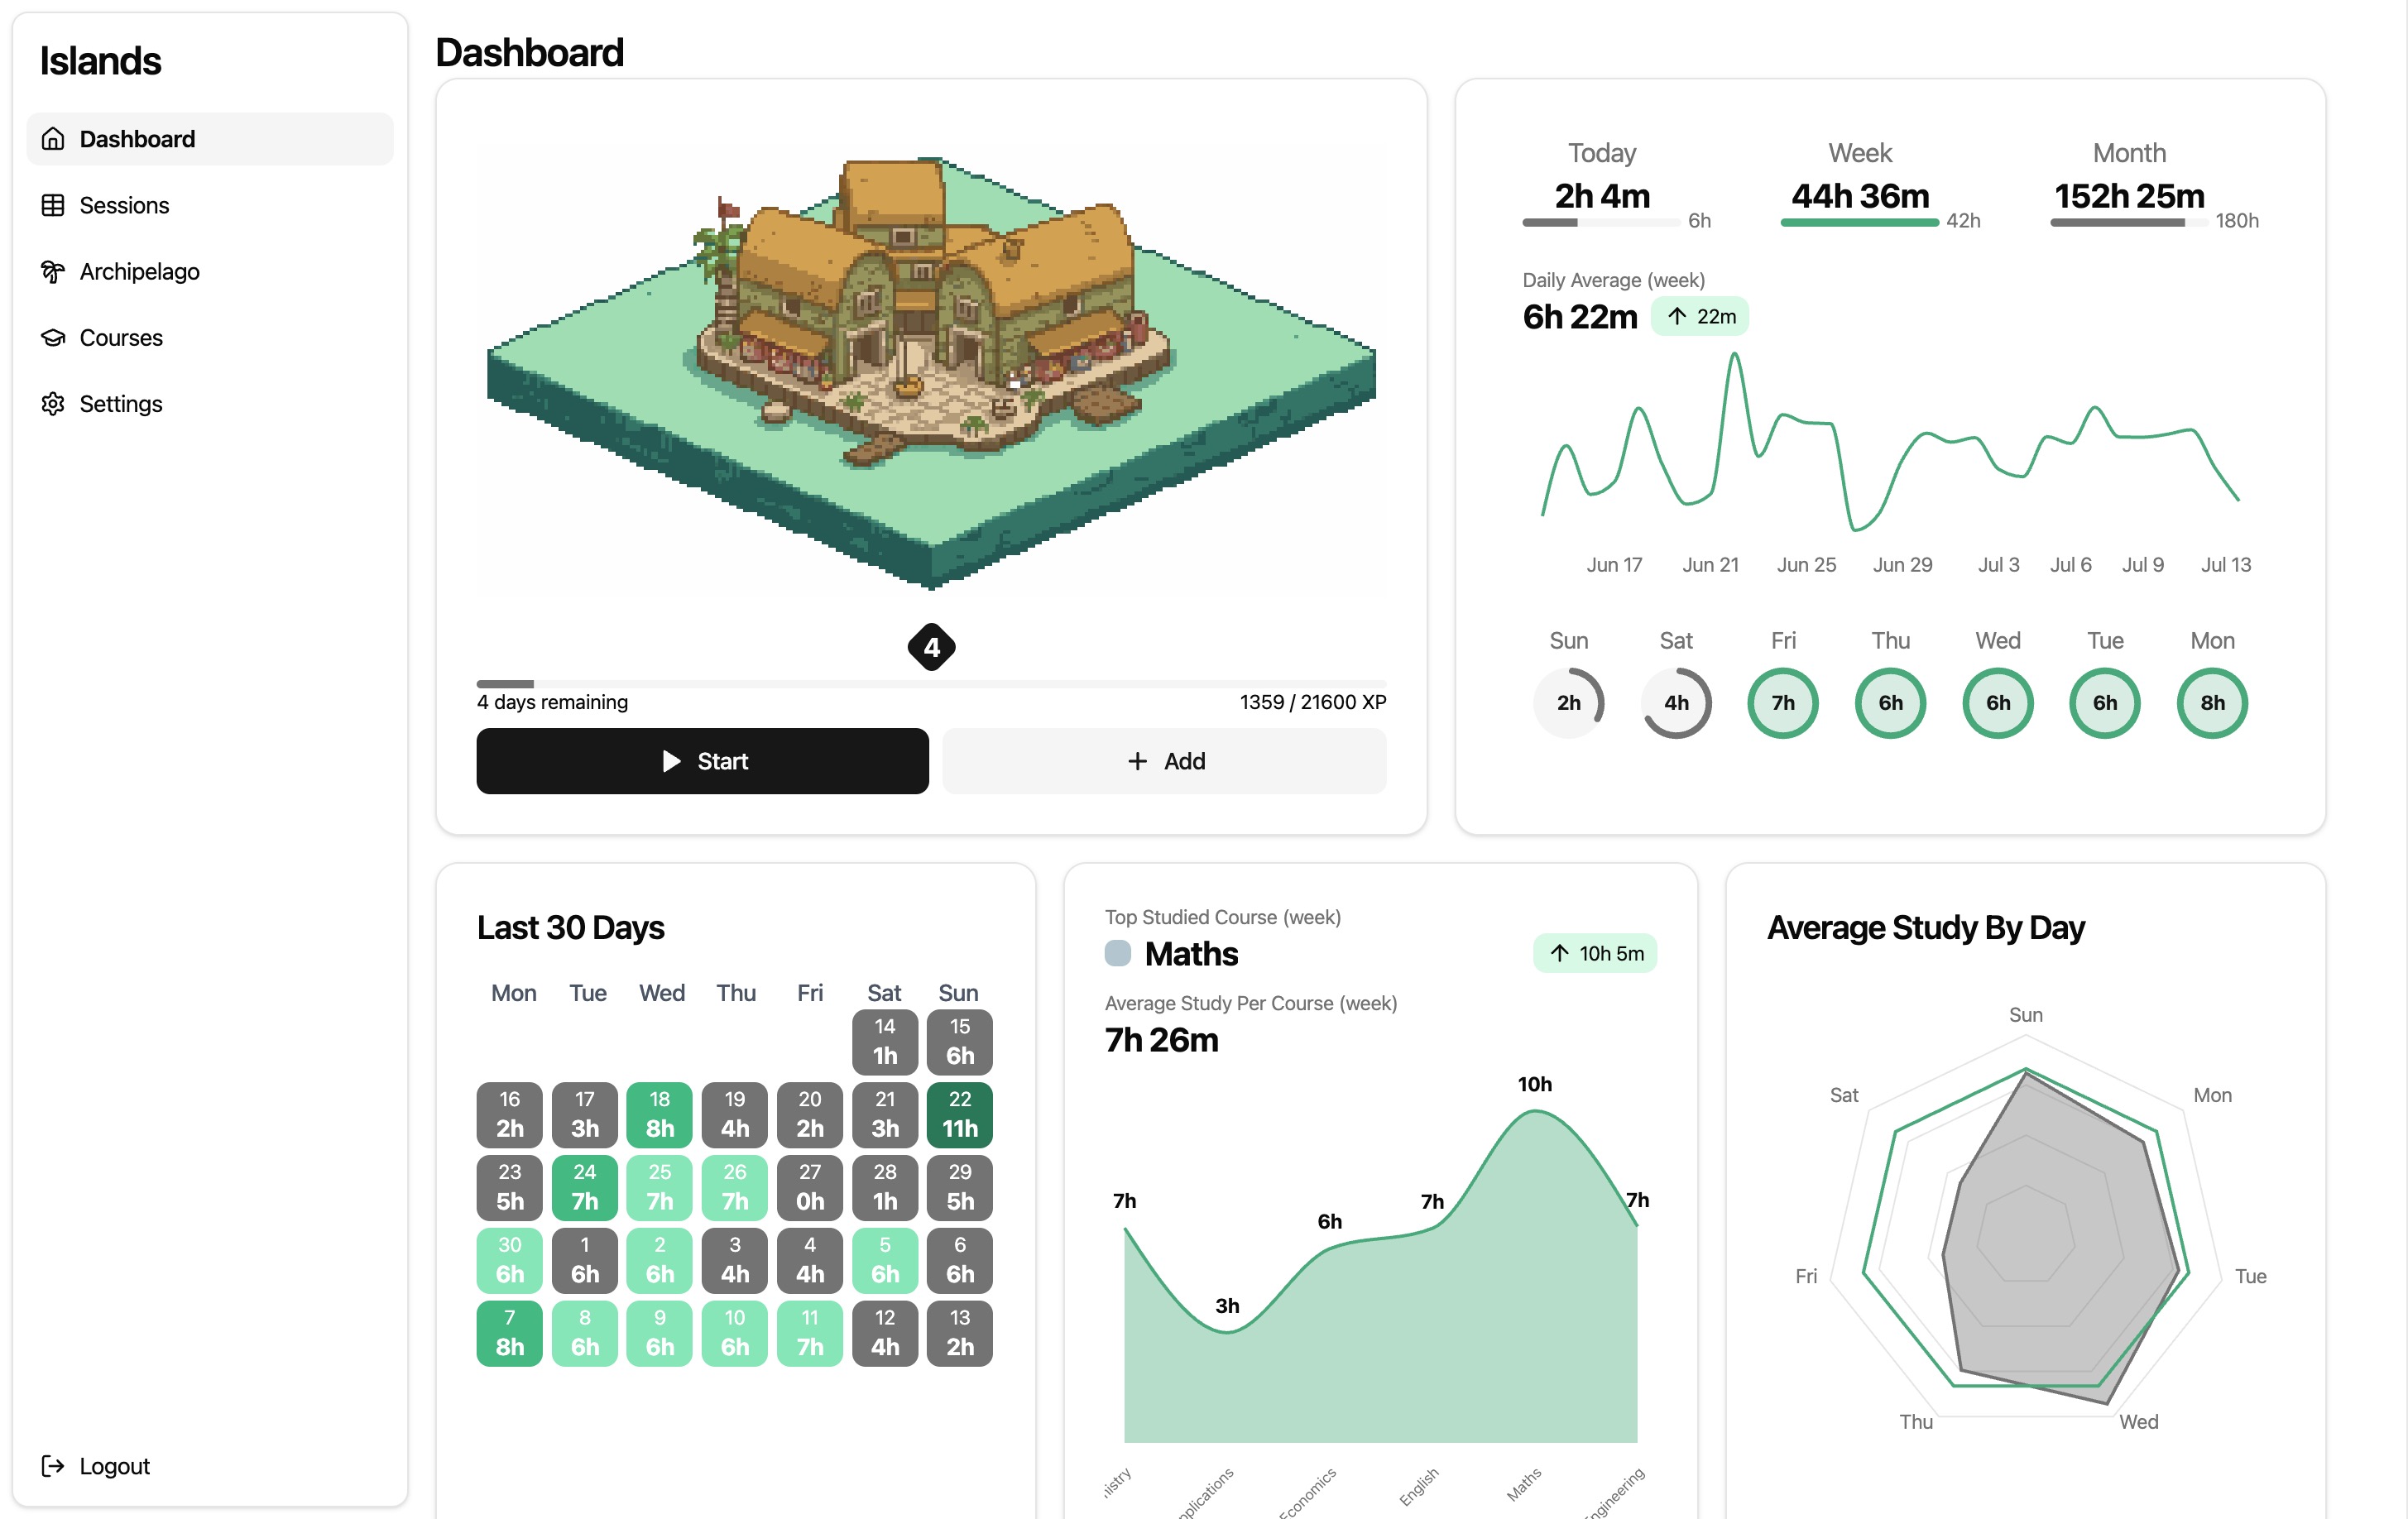 Islands
Dashboard
Sessions
Archipelago
Courses
Settings
Logout
Dashboard
4
4 days remaining
1359 / 21600 XP
Start
Add
Today
2h 4m
6h
Week
44h 36m
42h
Month
152h 25m
180h
Daily Average (week)
6h 22m
22m
Jun 17 Jun 21 Jun 25 Jun 29 Jul 3 Jul 6 Jul 9 Jul 13
Sun Sat Fri Thu Wed Tue Mon
2h 4h 7h 6h 6h 6h 8h
Last 30 Days
Mon Tue Wed Thu Fri Sat Sun
14 15
1h 6h
16 17 18 19 20 21 22
2h 3h 8h 4h 2h 3h 11h
23 24 25 26 27 28 29
5h 7h 7h 7h 0h 1h 5h
30 1 2 3 4 5 6
6h 6h 6h 4h 4h 6h 6h
7 8 9 10 11 12 13
8h 6h 6h 6h 7h 4h 2h
Top Studied Course (week)
Maths
10h 5m
Average Study Per Course (week)
7h 26m
7h
3h
6h
7h
10h
7h
Economics
English
Maths
Average Study By Day
Sun
Mon
Tue
Wed
Thu
Fri
Sat